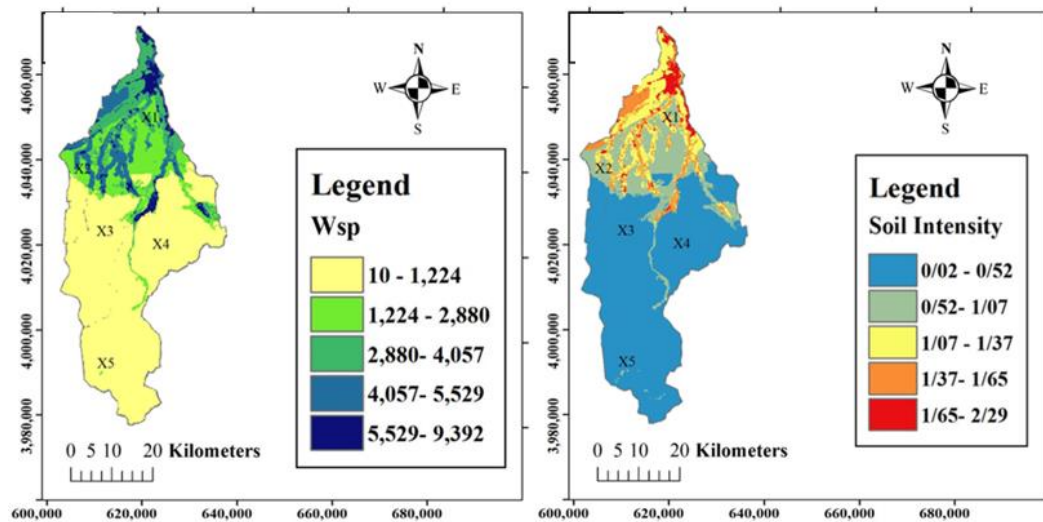 N
W E
S
4,060,000
4,040,000
4,020,000
4,000,000
3,980,000
X1
X2
X3
X4
X5
Legend
Wsp
10 - 1,224
1,224 - 2,880
2,880- 4,057
4,057- 5,529
5,529- 9,392
0 5 10 20 Kilometers
600,000 620,000 640,000 660,000 680,000
N
W E
S
4,060,000
4,040,000
4,020,000
4,000,000
3,980,000
X1
X2
X3
X4
X5
Legend
Soil Intensity
0/02 - 0/52
0/52- 1/07
1/07 - 1/37
1/37- 1/65
1/65- 2/29
0 5 10 20 Kilometers
600,000 620,000 640,000 660,000 680,000